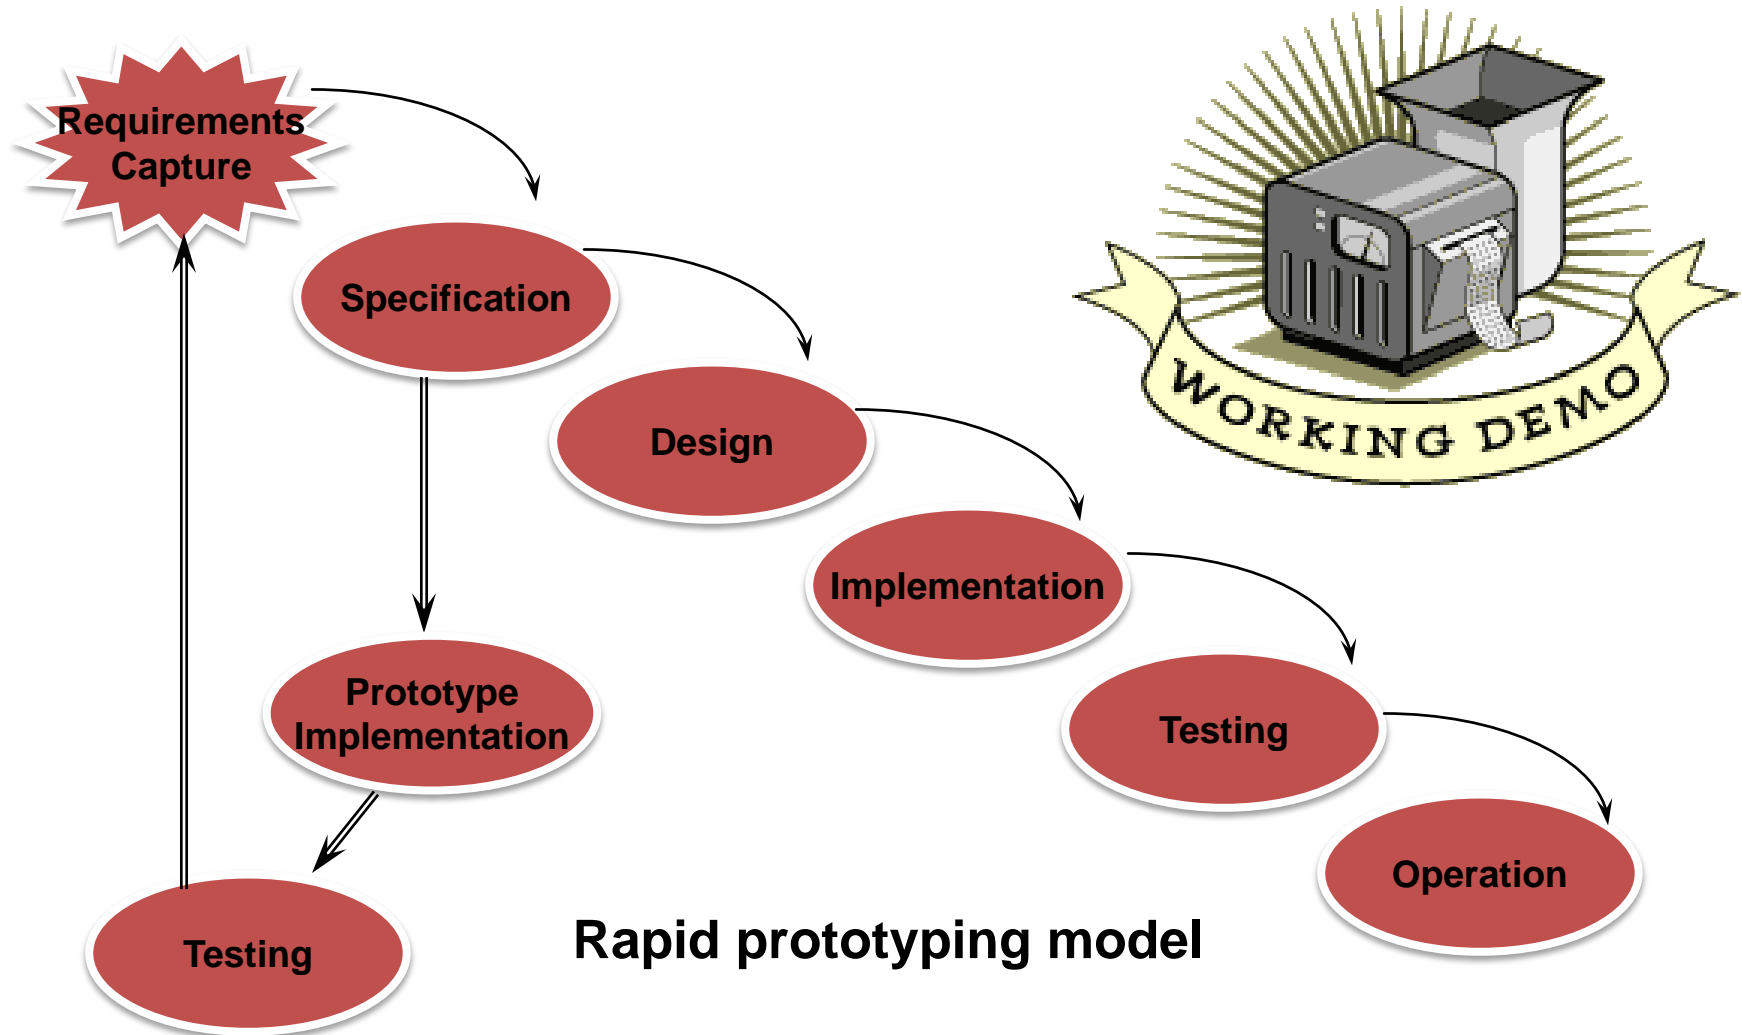 Requirements
Capture
Specification
Design
WORKING DEMO
Implementation
Prototype
Implementation
Testing
Operation
Testing
Rapid prototyping model